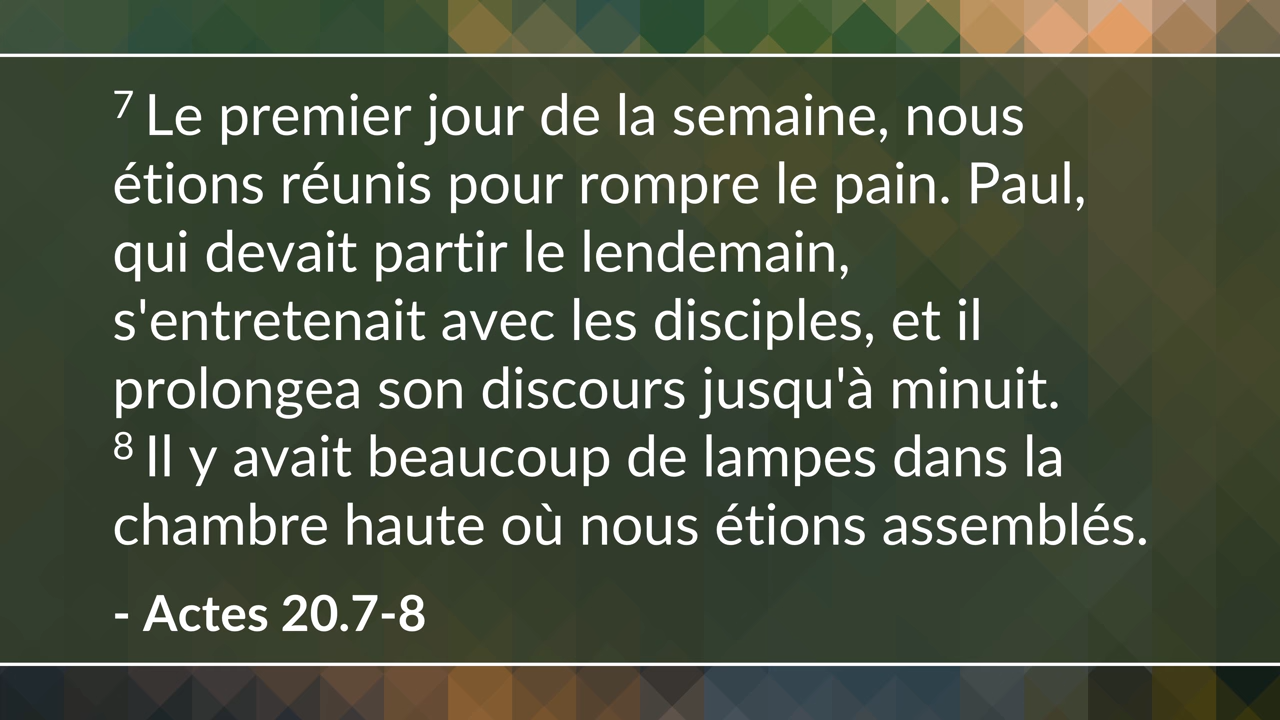 7 Le premier jour de la semaine, nous
étions réunis pour rompre le pain. Paul,
qui devait partir le lendemain,
s'entretenait avec les disciples, et il
prolongea son discours jusqu'à minuit.
8 Il y avait beaucoup de lampes dans la
chambre haute où nous étions assemblés.
- Actes 20.7-8